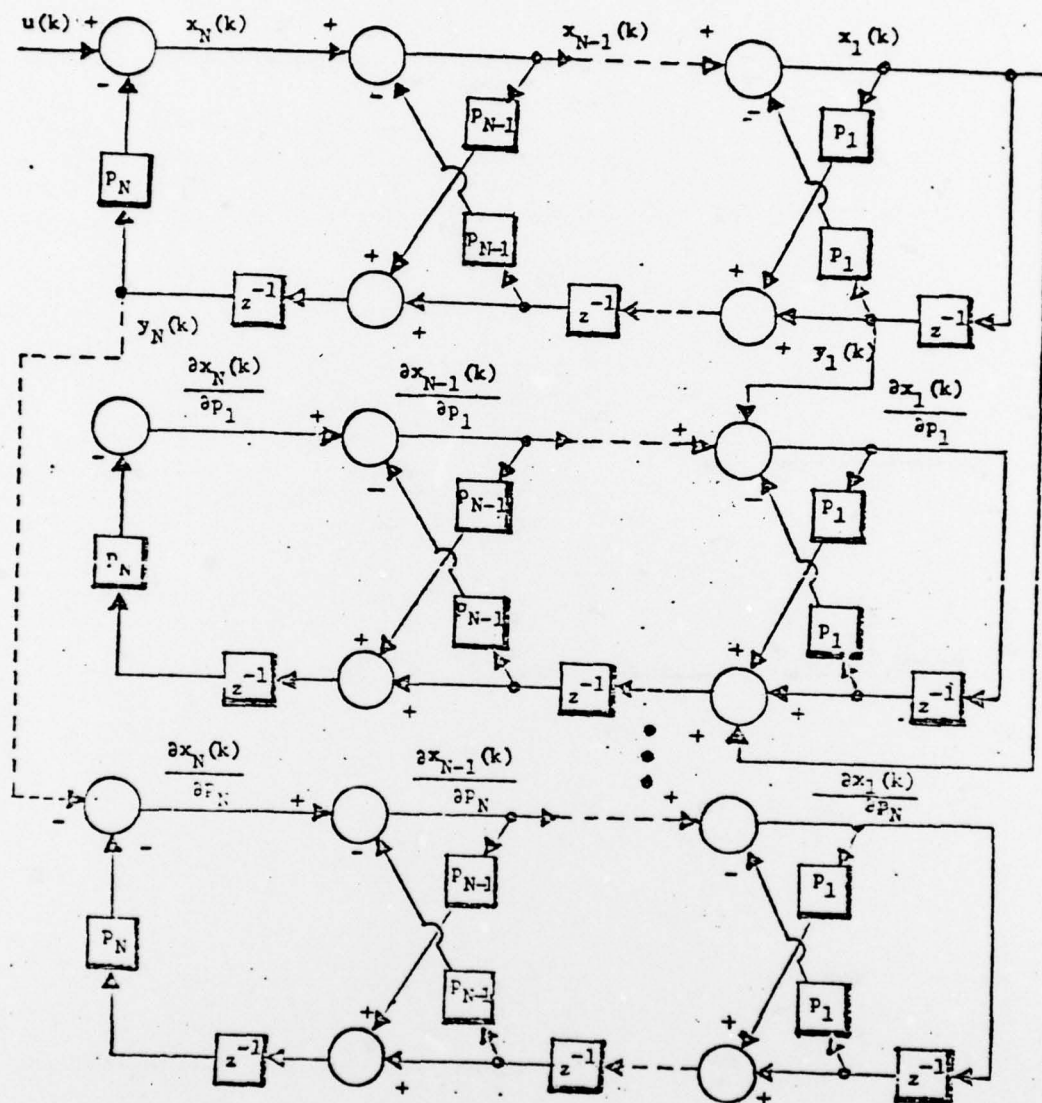 u(k) + x_N(k) + x_{N-1}(k) + x_1(k)
- - -
P_{N-1} P_1
P_N
P_{N-1} P_1
+ +
z^{-1} z^{-1} z^{-1}
+ +
y_N(k) y_1(k)
∂x_N(k)/∂P_1 ∂x_{N-1}(k)/∂P_1 ∂x_1(k)/∂P_1
+ +
- - -
P_{N-1} P_1
P_N
P_{N-1} P_1
+ +
z^{-1} z^{-1} z^{-1}
+ + +
∂x_N(k)/∂P_N ∂x_{N-1}(k)/∂P_N ∂x_1(k)/∂P_N
+ +
- - - -
P_{N-1} P_1
P_N
P_{N-1} P_1
+ +
z^{-1} z^{-1} z^{-1}
+ +